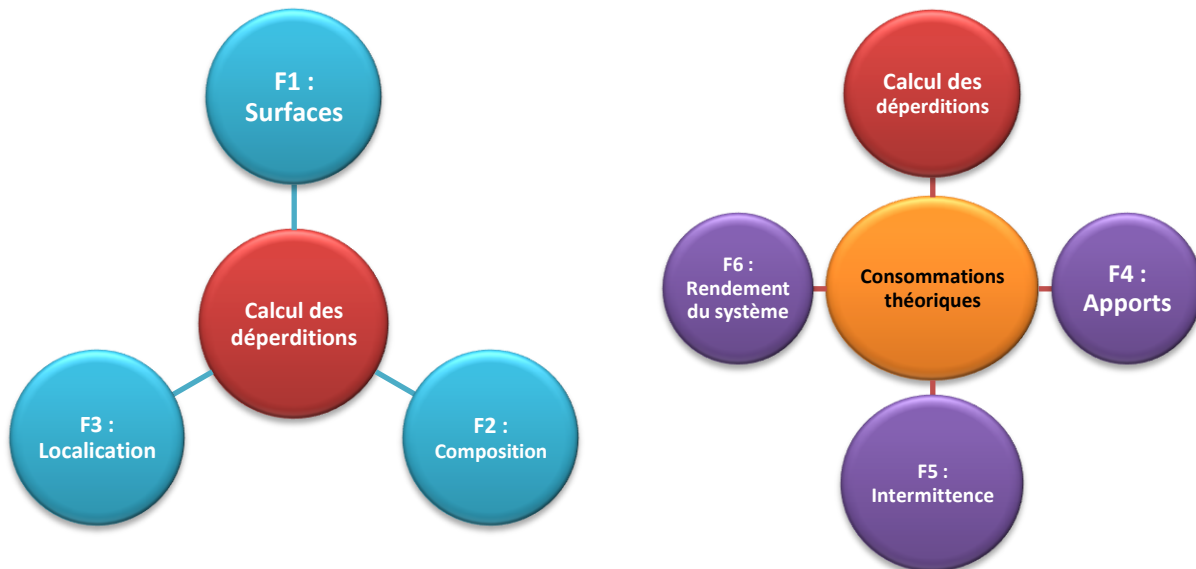 F1 :
Surfaces
Calcul des
déperditions
F3 :
Localication
F2 :
Composition
Calcul des
déperditions
F6 :
Rendement
du système
Consommations
théoriques
F4 :
Apports
F5 :
Intermittence